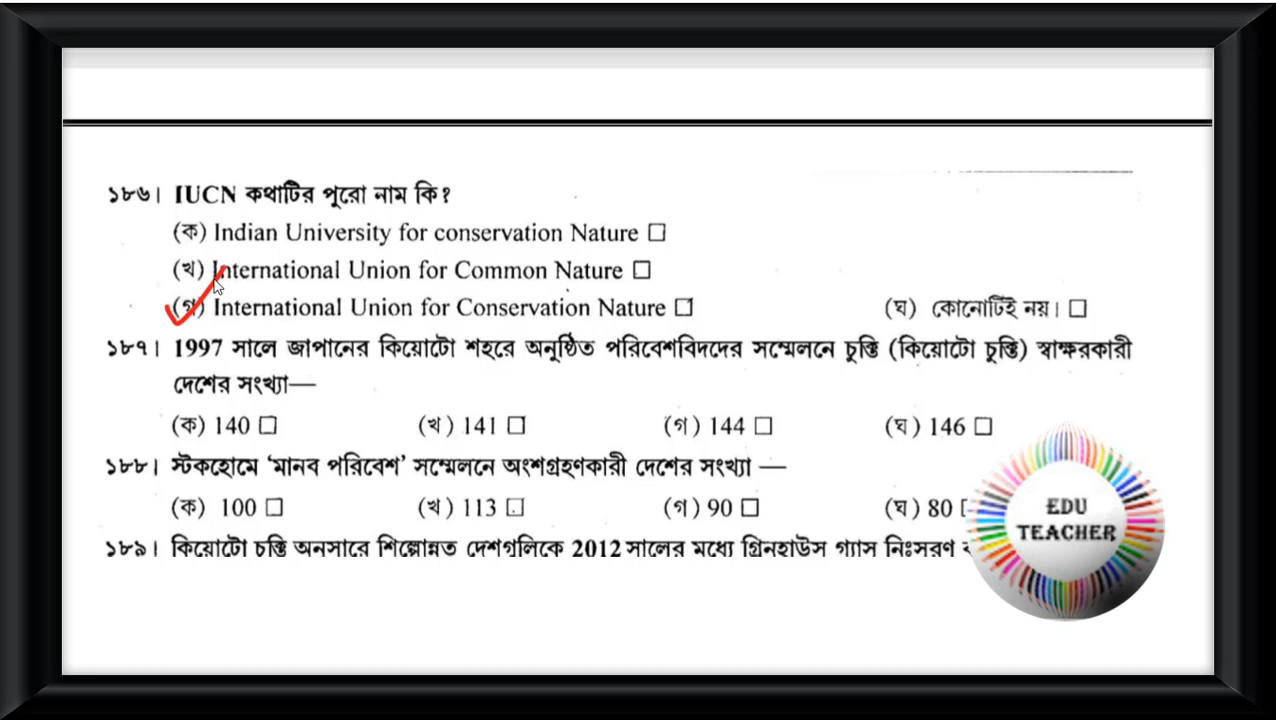 ১৮৬। IUCN কথাটির পুরো নাম কি?
(ক) Indian University for conservation Nature □
(খ) International Union for Common Nature □
(গ) International Union for Conservation Nature □ (ঘ) কোনোটিই নয়। □
১৮৭। 1997 সালে জাপানের কিয়োটো শহরে অনুষ্ঠিত পরিবেশবিদদের সম্মেলনে চুক্তি (কিয়োটো চুক্তি) স্বাক্ষরকারী
দেশের সংখ্যা—
(ক) 140 □ (খ) 141 □ (গ) 144 □ (ঘ) 146 □
১৮৮। স্টকহোমে ‘মানব পরিবেশ’ সম্মেলনে অংশগ্রহণকারী দেশের সংখ্যা —
(ক) 100 □ (খ) 113 □ (গ) 90 □ (ঘ) 80
১৮৯। কিয়োটো চুক্তি অনুসারে শিল্পোন্নত দেশগুলিকে 2012 সালের মধ্যে গ্রিনহাউস গ্যাস নিঃসরণ
EDU
TEACHER